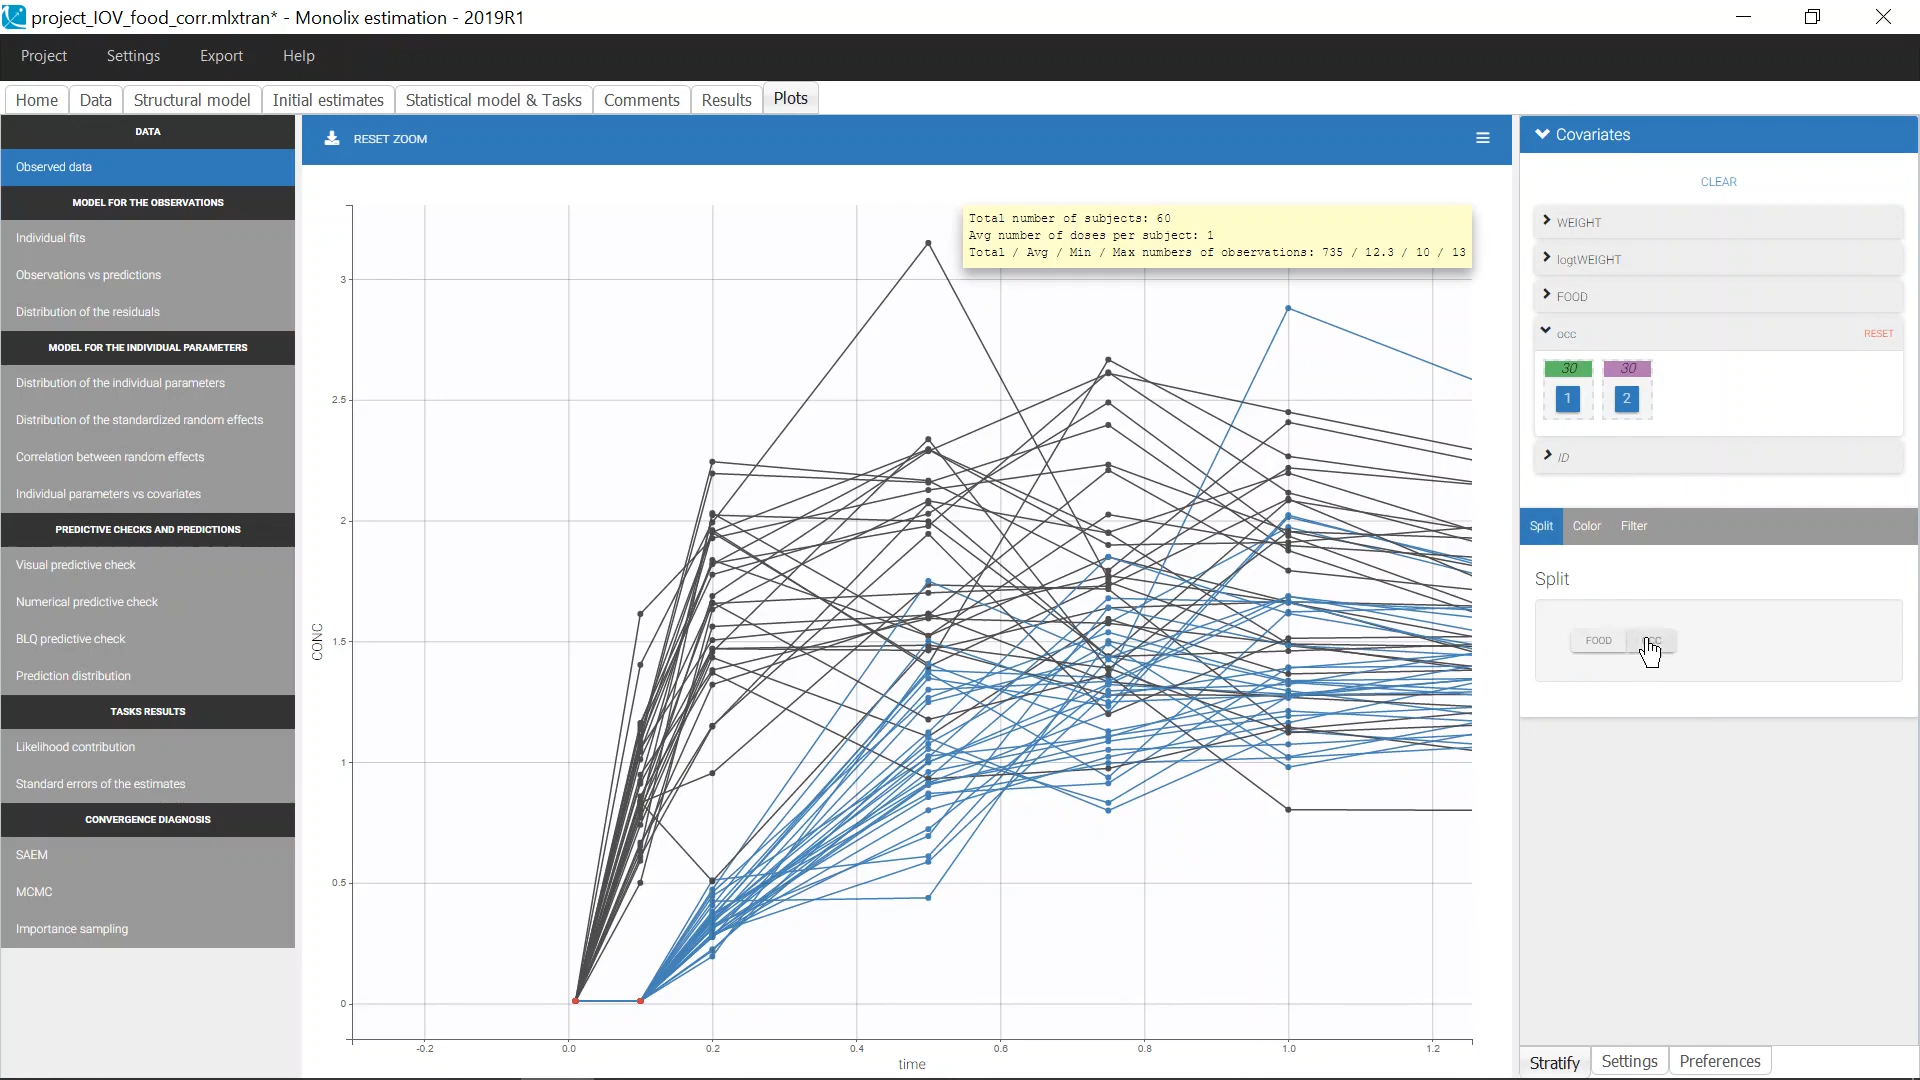 project_IOV_food_corr.mlxtran* - Monolix estimation - 2019R1
Project Settings Export Help
Home Data Structural model Initial estimates Statistical model & Tasks Comments Results Plots
DATA
Observed data
MODEL FOR THE OBSERVATIONS
Individual fits
Observations vs predictions
Distribution of the residuals
MODEL FOR THE INDIVIDUAL PARAMETERS
Distribution of the individual parameters
Distribution of the standardized random effects
Correlation between random effects
Individual parameters vs covariates
PREDICTIVE CHECKS AND PREDICTIONS
Visual predictive check
Numerical predictive check
BLQ predictive check
Prediction distribution
TASKS RESULTS
Likelihood contribution
Standard errors of the estimates
CONVERGENCE DIAGNOSIS
SAEM
MCMC
Importance sampling
RESET ZOOM
Total number of subjects: 60
Avg number of doses per subject: 1
Total / Avg / Min / Max numbers of observations: 735 / 12.3 / 10 / 13
3
2.5
2
1.5
1
0.5
0
CONC
-0.2 0.0 0.2 0.4 0.6 0.8 1.0 1.2
time
Covariates
CLEAR
WEIGHT
logtWEIGHT
FOOD
occ RESET
30 30
1 2
ID
Split Color Filter
Split
FOOD
Stratify Settings Preferences